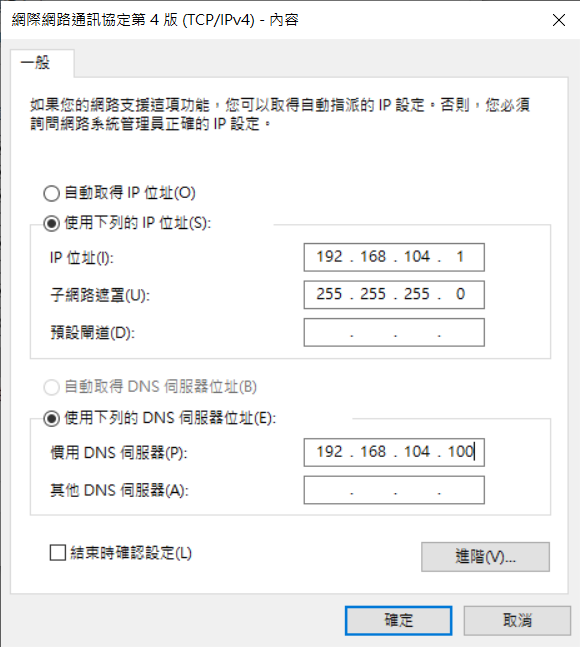 網際網路通訊協定第 4 版 (TCP/IPv4) - 內容
一般
如果您的網路支援這項功能，您可以取得自動指派的 IP 設定。否則，您必須
詢問網路系統管理員正確的 IP 設定。
自動取得 IP 位址(O)
使用下列的 IP 位址(S):
IP 位址(I): 192 . 168 . 104 . 1
子網路遮罩(U): 255 . 255 . 255 . 0
預設閘道(D): . . .
自動取得 DNS 伺服器位址(B)
使用下列的 DNS 伺服器位址(E):
慣用 DNS 伺服器(P): 192 . 168 . 104 . 100
其他 DNS 伺服器(A): . . .
結束時確認設定(L)
進階(V)...
確定 取消